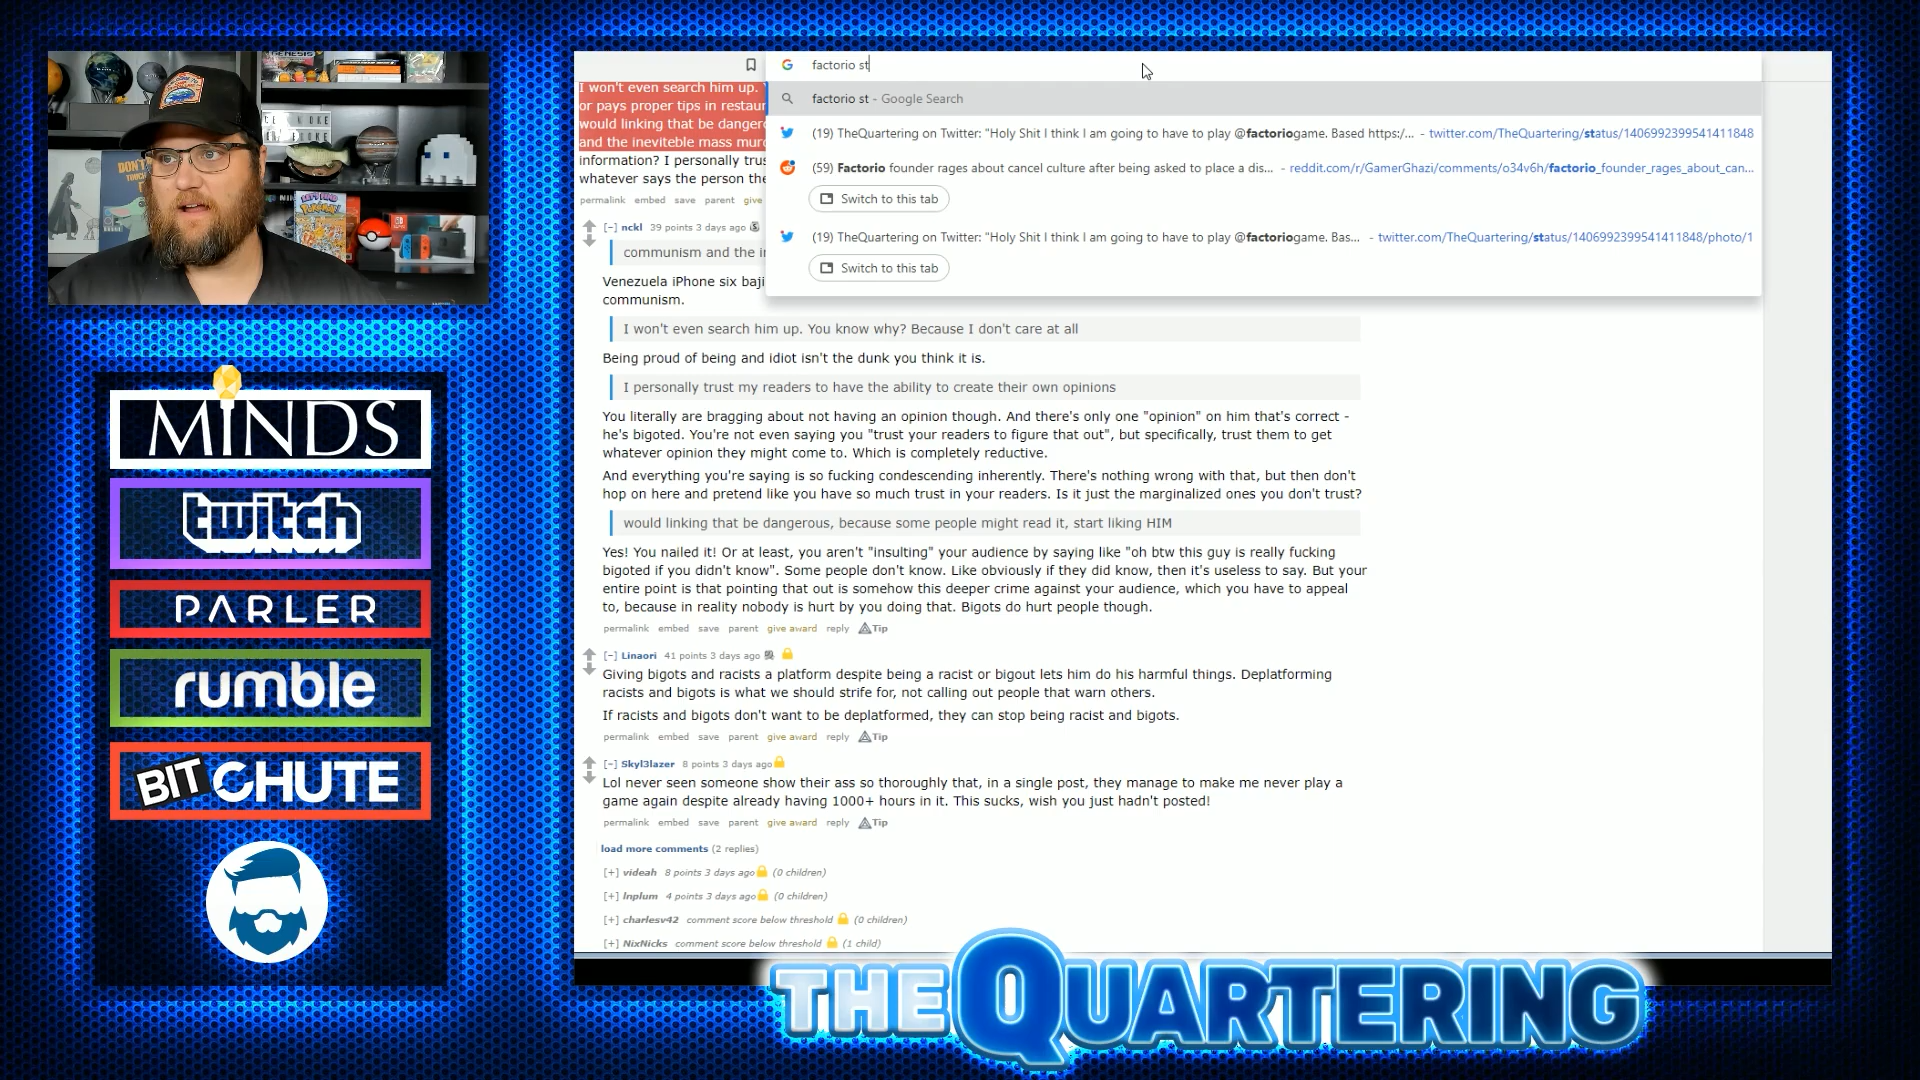 factorio st
factorio st - Google Search
(19) TheQuartering on Twitter: "Holy Shit I think I am going to have to play @factoriogame. Based https:/... - twitter.com/TheQuartering/status/1406992399541411848
(59) Factorio founder rages about cancel culture after being asked to place a dis... - reddit.com/r/GamerGhazi/comments/o34v6h/factorio_founder_rages_about_can...
Switch to this tab
(19) TheQuartering on Twitter: "Holy Shit I think I am going to have to play @factoriogame. Bas... - twitter.com/TheQuartering/status/1406992399541411848/photo/1
Switch to this tab
I won't even search him up.
or pays proper tips in restaur
would linking that be dangero
and the ineviteble mass murd
information? I personally trus
whatever says the person the
permalink embed save parent give
[-] nckl 39 points 3 days ago
communism and the in
Venezuela iPhone six baji
communism.
I won't even search him up. You know why? Because I don't care at all
Being proud of being and idiot isn't the dunk you think it is.
I personally trust my readers to have the ability to create their own opinions
You literally are bragging about not having an opinion though. And there's only one "opinion" on him that's correct -
he's bigoted. You're not even saying you "trust your readers to figure that out", but specifically, trust them to get
whatever opinion they might come to. Which is completely reductive.
And everything you're saying is so fucking condescending inherently. There's nothing wrong with that, but then don't
hop on here and pretend like you have so much trust in your readers. Is it just the marginalized ones you don't trust?
would linking that be dangerous, because some people might read it, start liking HIM
Yes! You nailed it! Or at least, you aren't "insulting" your audience by saying like "oh btw this guy is really fucking
bigoted if you didn't know". Some people don't know. Like obviously if they did know, then it's useless to say. But your
entire point is that pointing that out is somehow this deeper crime against your audience, which you have to appeal
to, because in reality nobody is hurt by you doing that. Bigots do hurt people though.
permalink embed save parent give award reply Tip
[-] Linaori 41 points 3 days ago
Giving bigots and racists a platform despite being a racist or bigout lets him do his harmful things. Deplatforming
racists and bigots is what we should strife for, not calling out people that warn others.
If racists and bigots don't want to be deplatformed, they can stop being racist and bigots.
permalink embed save parent give award reply Tip
[-] Skyl3lazer 8 points 3 days ago
Lol never seen someone show their ass so thoroughly that, in a single post, they manage to make me never play a
game again despite already having 1000+ hours in it. This sucks, wish you just hadn't posted!
permalink embed save parent give award reply Tip
load more comments (2 replies)
[+] videah 8 points 3 days ago (0 children)
[+] lnplum 4 points 3 days ago (0 children)
[+] charlesv42 comment score below threshold (0 children)
[+] NixNicks comment score below threshold (1 child)
MINDS
twitch
PARLER
rumble
BITCHUTE
THE QUARTERING